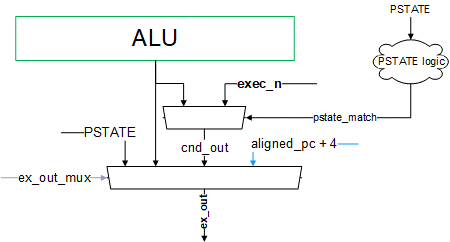 PSTATE
ALU
PSTATE logic
exec_n
pstate_match
PSTATE
cnd_out
aligned_pc + 4
ex_out_mux
ex_out